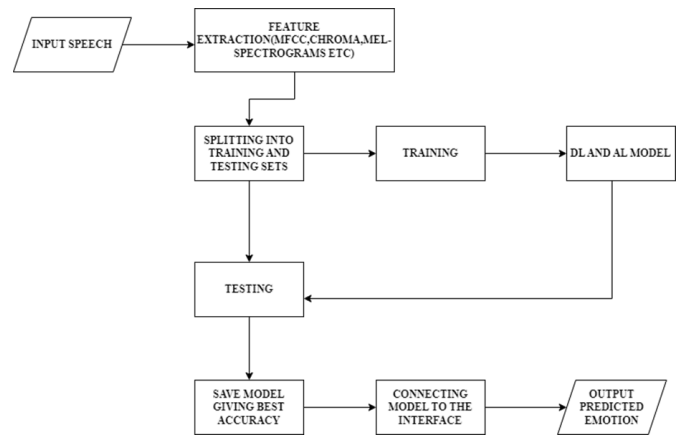 INPUT SPEECH
FEATURE
EXTRACTION(MFCC,CHROMA,MEL-
SPECTROGRAMS ETC)
SPLITTING INTO
TRAINING AND
TESTING SETS
TRAINING
DL AND AL MODEL
TESTING
SAVE MODEL
GIVING BEST
ACCURACY
CONNECTING
MODEL TO THE
INTERFACE
OUTPUT
PREDICTED
EMOTION